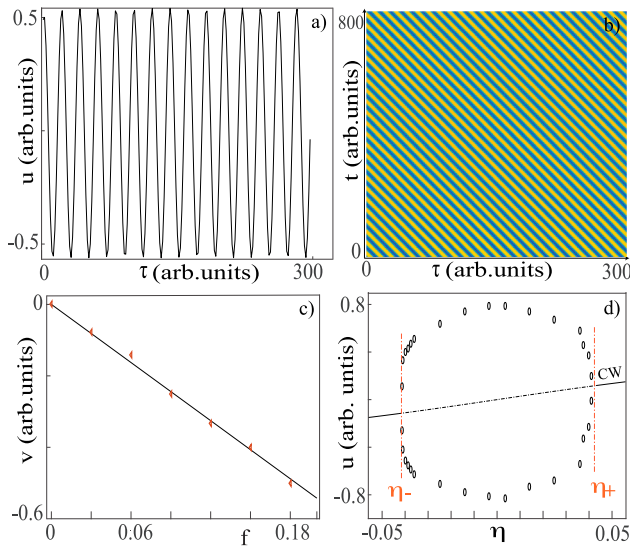 0.5
a)
u (arb.units)
-0.5
0
300
τ (arb.units)
800
b)
t (arb.units)
0
0
300
τ (arb.units)
0
c)
v (arb.units)
-0.6
0
0.06
0.18
f
0.8
d)
CW
u (arb. untis)
η-
η+
-0.8
-0.05
0.05
η